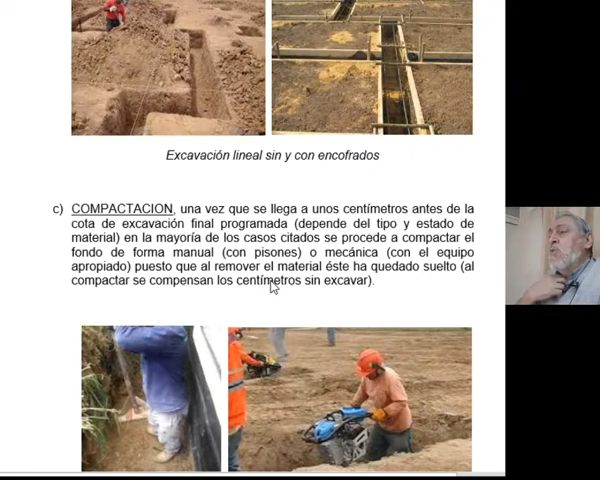 Excavación lineal sin y con encofrados
c) COMPACTACION, una vez que se llega a unos centímetros antes de la
cota de excavación final programada (depende del tipo y estado de
material) en la mayoría de los casos citados se procede a compactar el
fondo de forma manual (con pisones) o mecánica (con el equipo
apropiado) puesto que al remover el material éste ha quedado suelto (al
compactar se compensan los centímetros sin excavar).